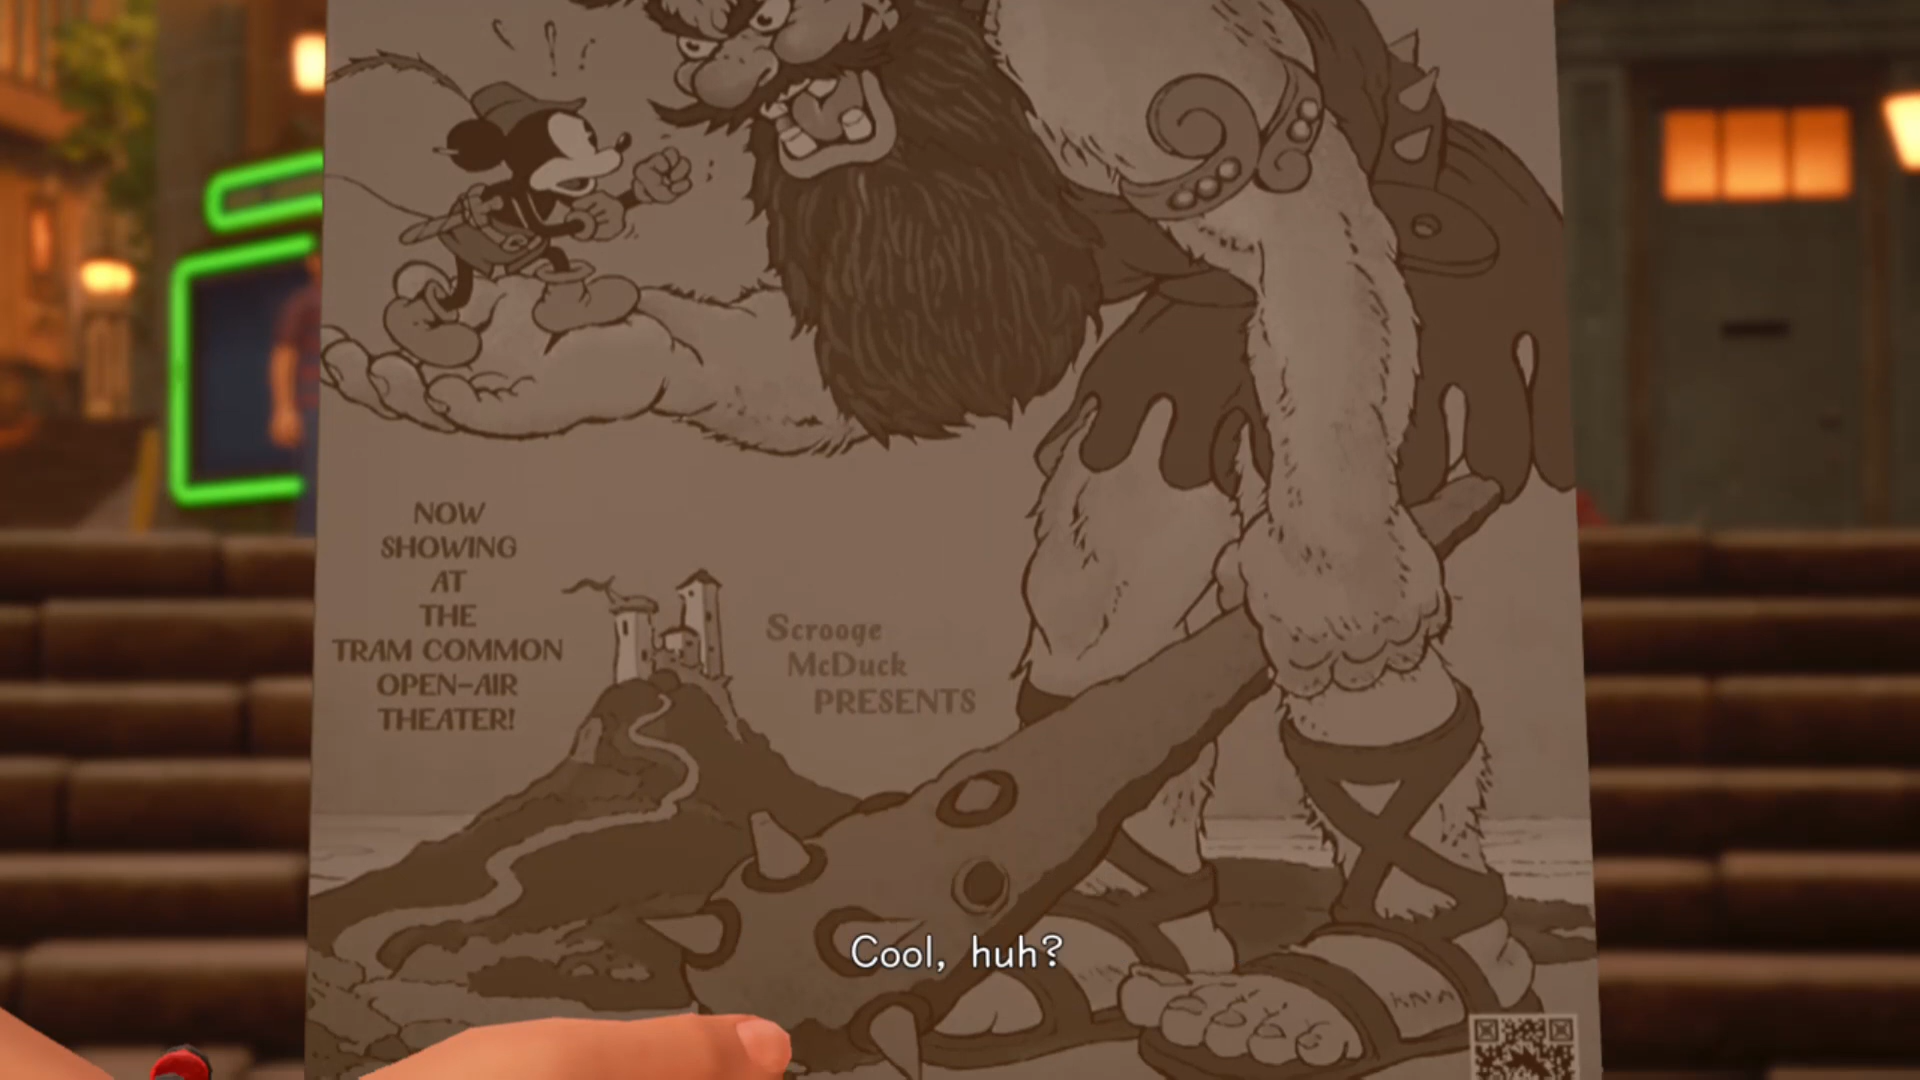 NOW
SHOWING
AT
THE
TRAM COMMON
OPEN-AIR
THEATER!
Scrooge
McDuck
PRESENTS
Cool, huh?